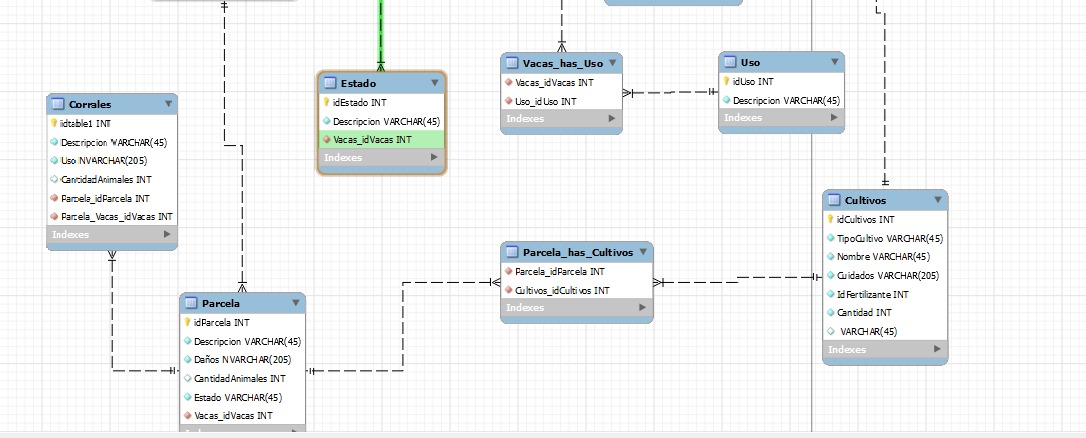 Corrales
idtable1 INT
Descripcion NVARCHAR(45)
Uso NVARCHAR(205)
CantidadAnimales INT
Parcela_idParcela INT
Parcela_Vacas_idVacas INT
Indexes
Estado
idEstado INT
Descripcion VARCHAR(45)
Vacas_idVacas INT
Indexes
Vacas_has_Uso
Vacas_idVacas INT
Uso_idUso INT
Indexes
Uso
idUso INT
Descripcion VARCHAR(45)
Indexes
Cultivos
idCultivos INT
TipoCultivo VARCHAR(45)
Nombre VARCHAR(45)
Cuidados VARCHAR(205)
IdFertilizante INT
Cantidad INT
VARCHAR(45)
Indexes
Parcela_has_Cultivos
Parcela_idParcela INT
Cultivos_idCultivos INT
Indexes
Parcela
idParcela INT
Descripcion VARCHAR(45)
Daños NVARCHAR(205)
CantidadAnimales INT
Estado VARCHAR(45)
Vacas_idVacas INT